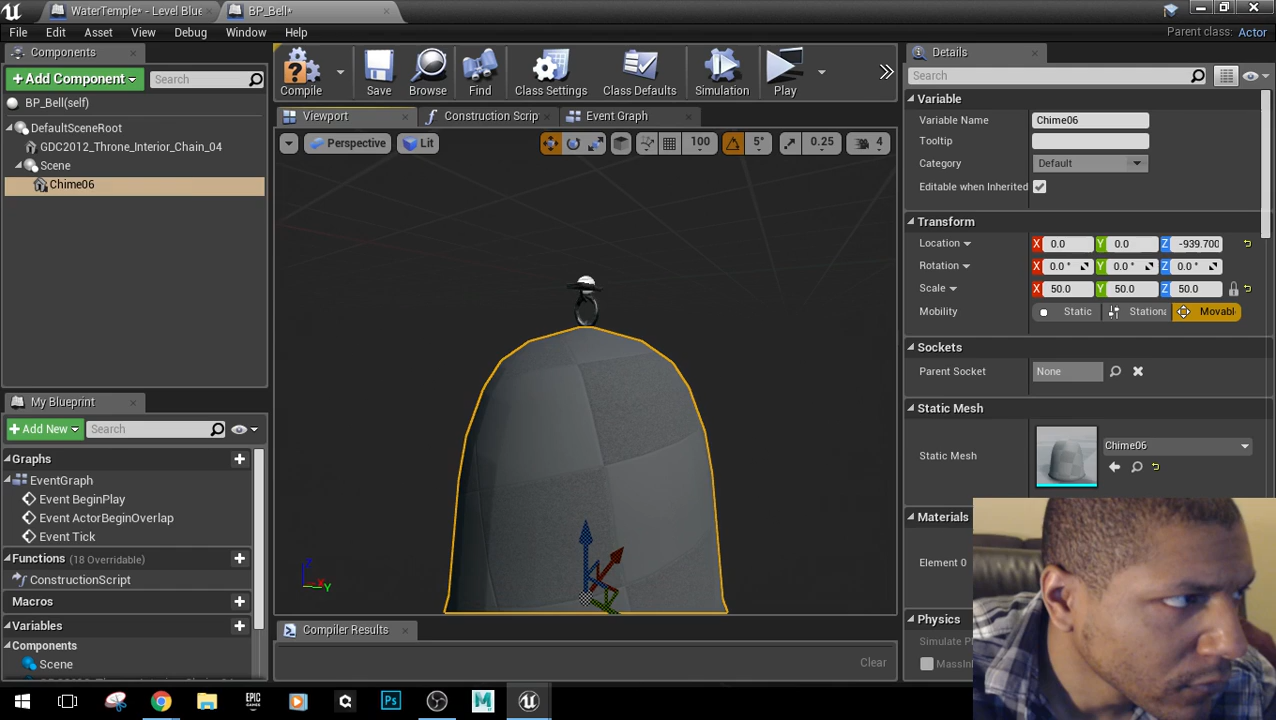 WaterTemple* - Level Blue
BP_Bell*
File
Edit
Asset
View
Debug
Window
Help
Parent class: Actor
Components
Add Component
Search
BP_Bell(self)
DefaultSceneRoot
GDC2012_Throne_Interior_Chain_04
Scene
Chime06
Compile
Save
Browse
Find
Class Settings
Class Defaults
Simulation
Play
Viewport
Construction Scrip
Event Graph
Perspective
Lit
100
5°
0.25
4
Z
X
Y
Compiler Results
Clear
My Blueprint
Add New
Search
Graphs
EventGraph
Event BeginPlay
Event ActorBeginOverlap
Event Tick
Functions (18 Overridable)
ConstructionScript
Macros
Variables
Components
Scene
Details
Search
Variable
Variable Name Chime06
Tooltip
Category Default
Editable when Inherited
Transform
Location X 0.0 Y 0.0 Z -939.700
Rotation X 0.0 ° Y 0.0 ° Z 0.0 °
Scale X 50.0 Y 50.0 Z 50.0
Mobility Static Stationa Movabl
Sockets
Parent Socket None
Static Mesh
Static Mesh Chime06
Materials
Element 0
Physics
Simulate P
MassIn
EPIC
GAMES
Ps
M